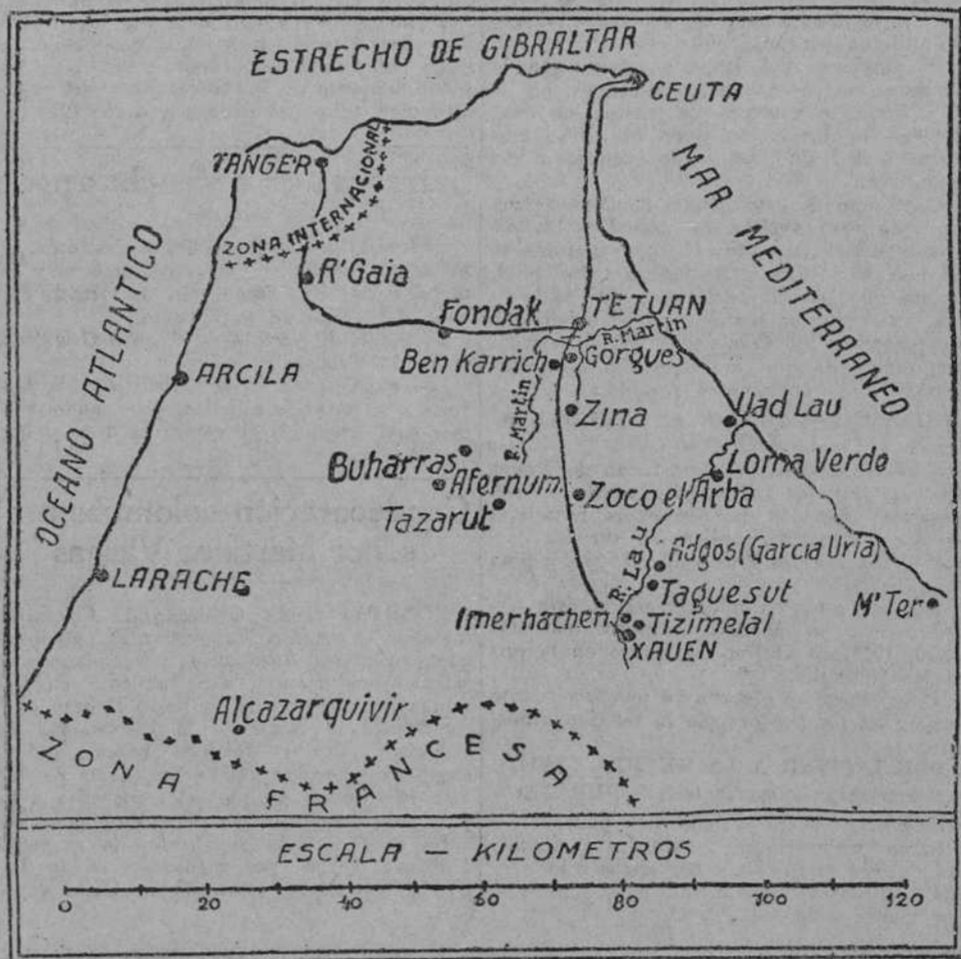 ESTRECHO DE GIBRALTAR
CEUTA
TANGER
ZONA INTERNACIONAL
MAR MEDITERRANEO
OCEANO ATLANTICO
R'Gaia
Fondak
TETUAN
R. Martin
Ben Karrich
Gorgues
ARCILA
Zina
Uad Lau
R. Martin
Buharras
Loma Verde
Afernum.
Zoco el'Arba
Tazarut
R. Lau
Adgos (Garcia Uria)
LARACHE
Taguesut
M'Ter
Imerhachen
Tizimelal
XAUEN
Alcazarquivir
ZONA FRANCESA
ESCALA — KILOMETROS
0 20 40 60 80 100 120